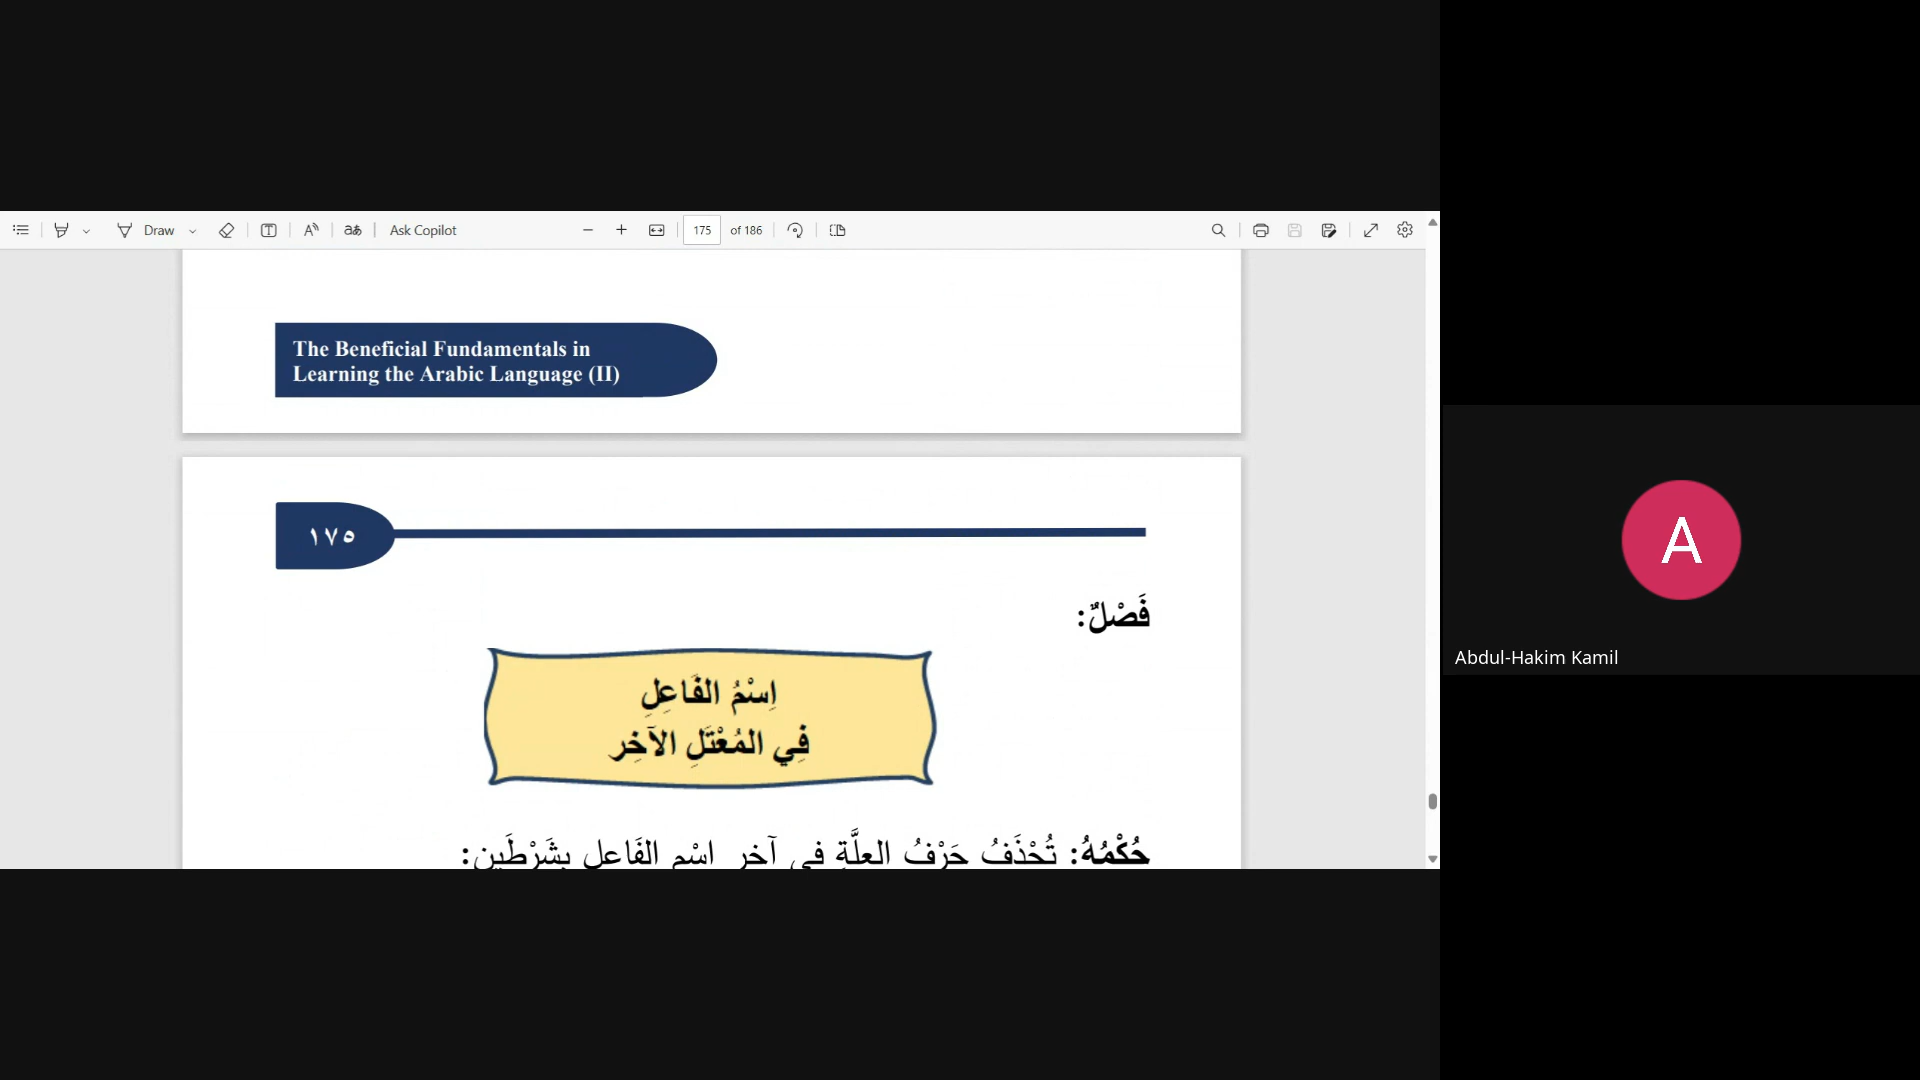 Draw
Ask Copilot
175 of 186
The Beneficial Fundamentals in
Learning the Arabic Language (II)
١٧٥
فَصْلٌ:
اِسْمُ الفَاعِلِ
فِي المُعْتَلِ الآخِر
حُكْمُهُ: تُحْذَفُ حَرْفُ العِلَّةِ فِي آخِرِ اسْمِ الفَاعِلِ بِشَرْطَينِ:
A
Abdul-Hakim Kamil